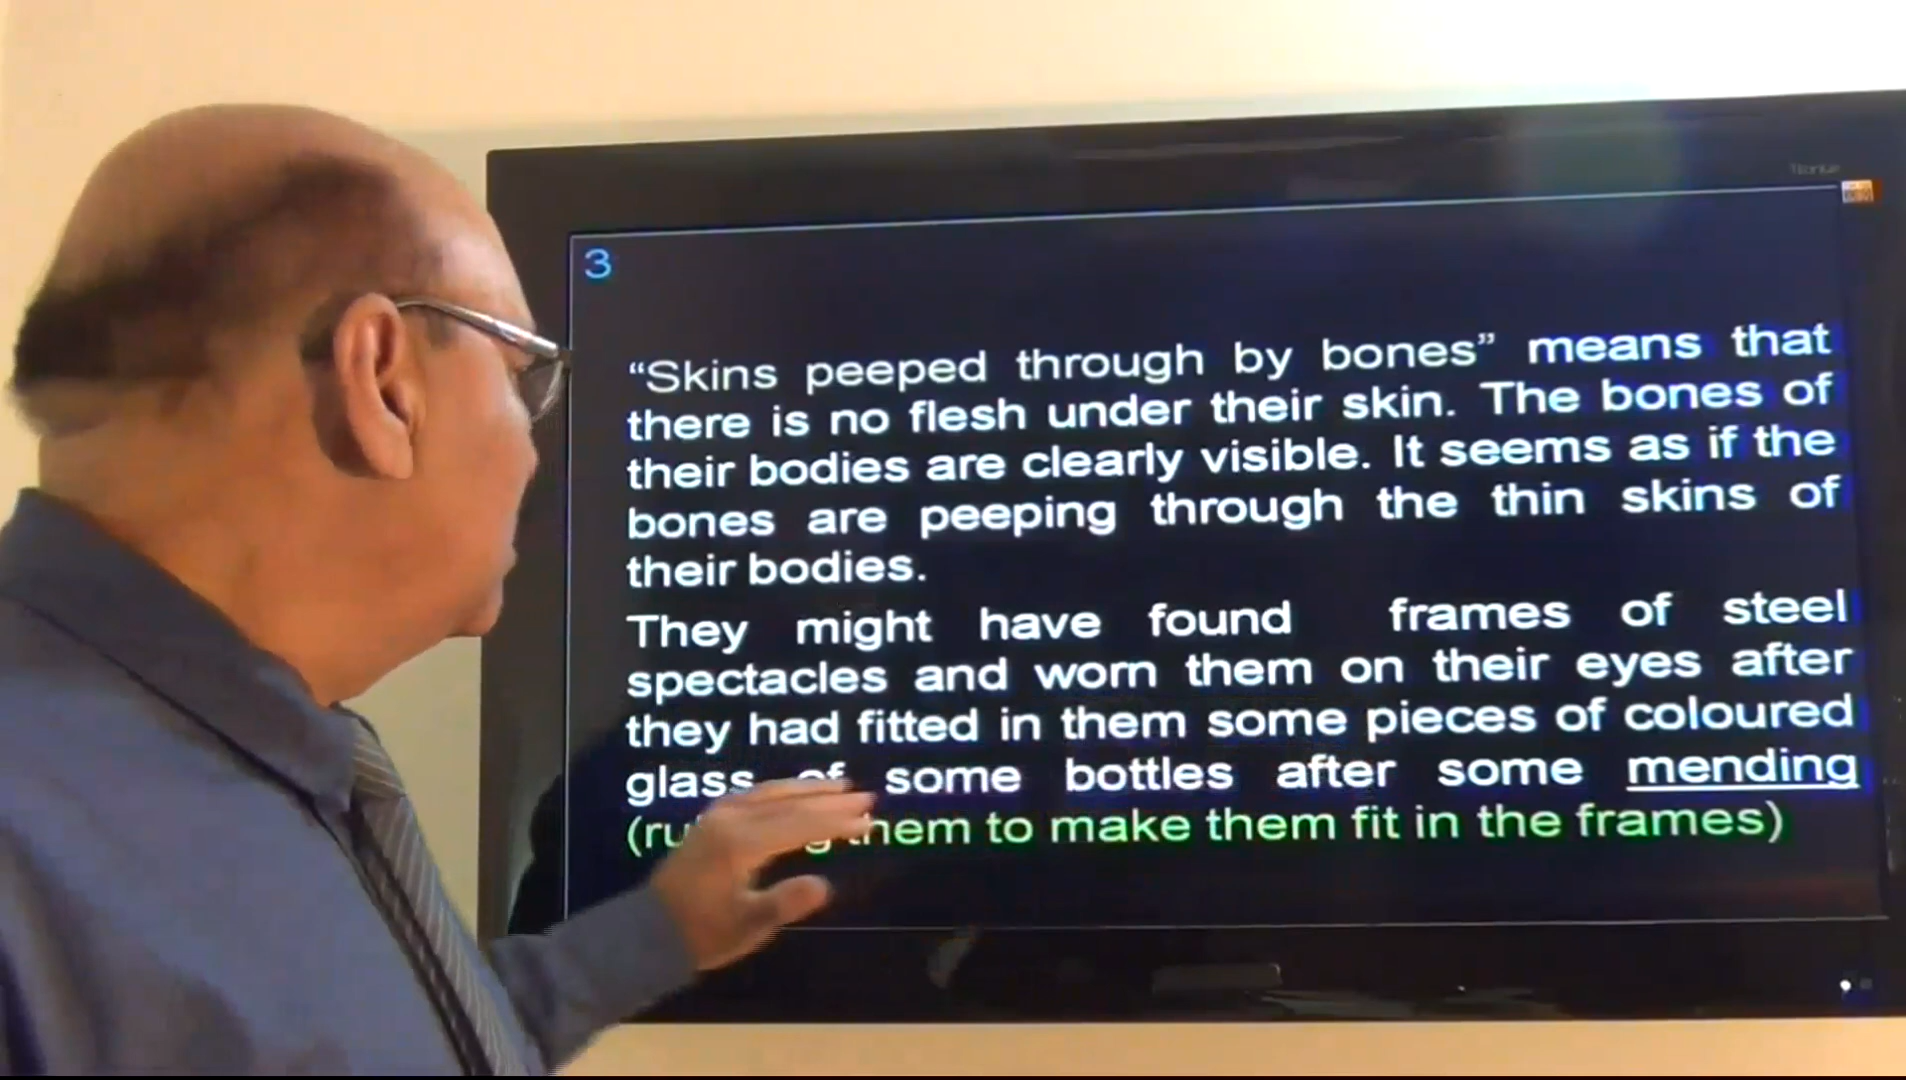 3
“Skins peeped through by bones” means that
there is no flesh under their skin. The bones of
their bodies are clearly visible. It seems as if the
bones are peeping through the thin skins of
their bodies.
They might have found frames of steel
spectacles and worn them on their eyes after
they had fitted in them some pieces of coloured
glass of some bottles after some mending
them to make them fit in the frames)